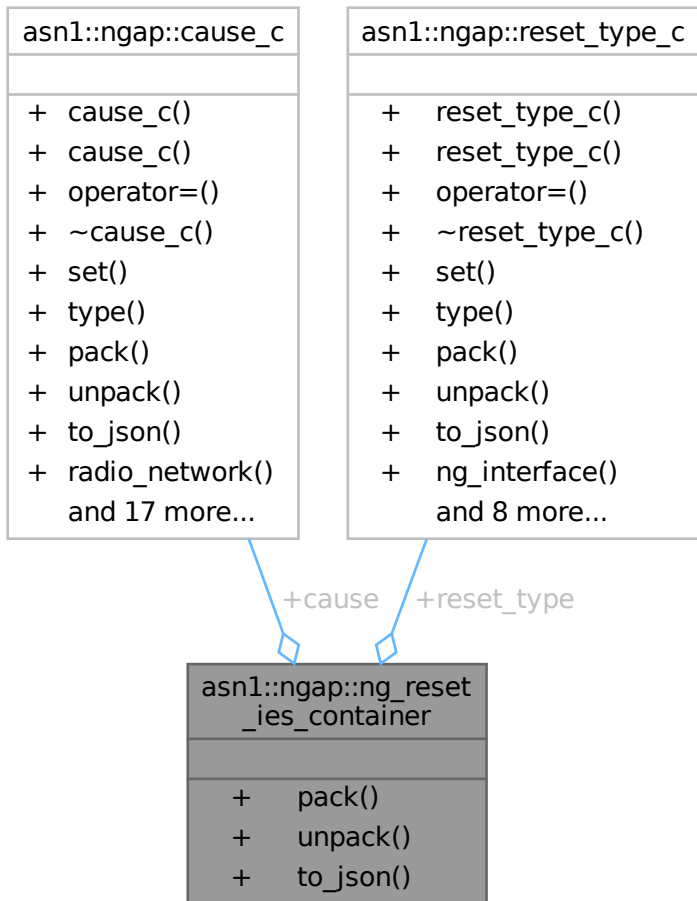 asn1::ngap::cause_c
+ cause_c()
+ cause_c()
+ operator=()
+ ~cause_c()
+ set()
+ type()
+ pack()
+ unpack()
+ to_json()
+ radio_network()
and 17 more...
asn1::ngap::reset_type_c
+ reset_type_c()
+ reset_type_c()
+ operator=()
+ ~reset_type_c()
+ set()
+ type()
+ pack()
+ unpack()
+ to_json()
+ ng_interface()
and 8 more...
+cause
+reset_type
asn1::ngap::ng_reset
_ies_container
+ pack()
+ unpack()
+ to_json()